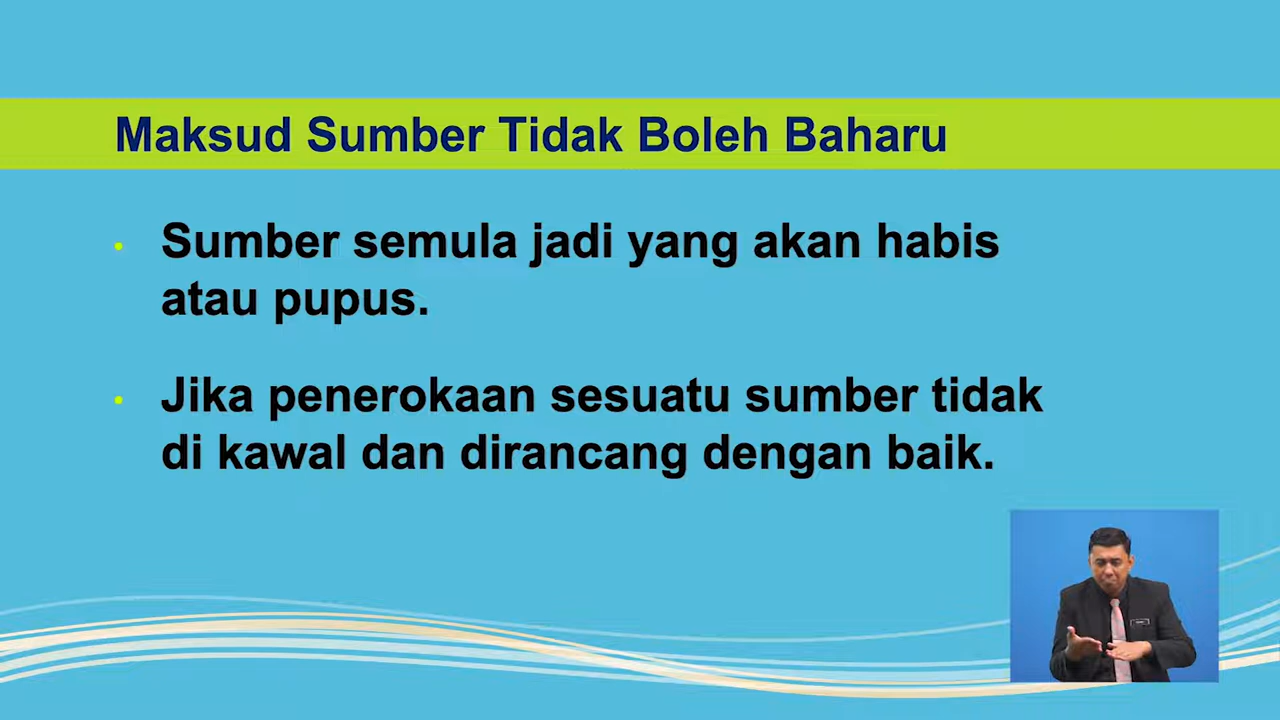 Maksud Sumber Tidak Boleh Baharu
• Sumber semula jadi yang akan habis
atau pupus.
• Jika penerokaan sesuatu sumber tidak
di kawal dan dirancang dengan baik.